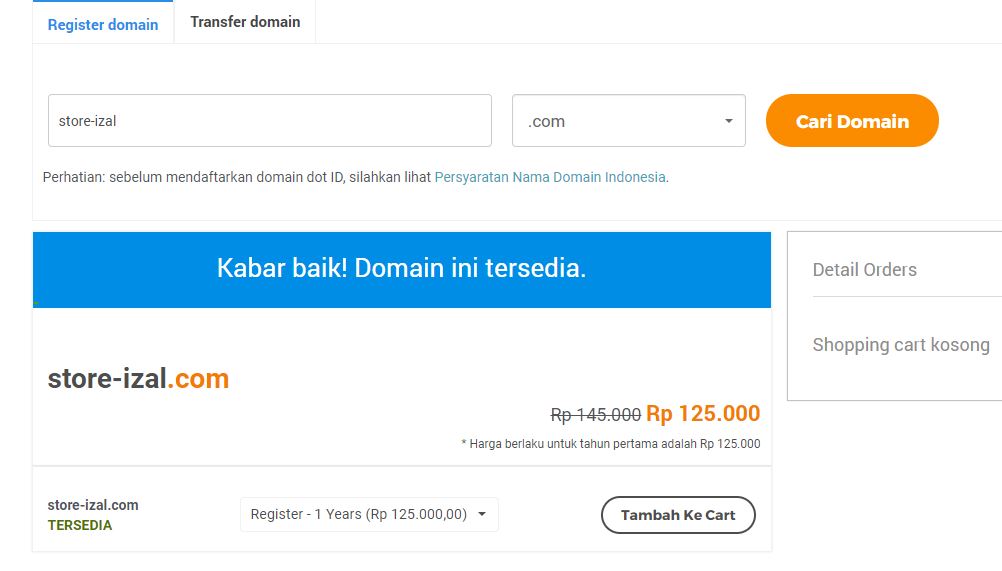 Register domain
Transfer domain
store-izal
.com
Cari Domain
Perhatian: sebelum mendaftarkan domain dot ID, silahkan lihat Persyaratan Nama Domain Indonesia.
Kabar baik! Domain ini tersedia.
store-izal.com
Rp 145.000 Rp 125.000
* Harga berlaku untuk tahun pertama adalah Rp 125.000
store-izal.com
TERSEDIA
Register - 1 Years (Rp 125.000,00)
Tambah Ke Cart
Detail Orders
Shopping cart kosong